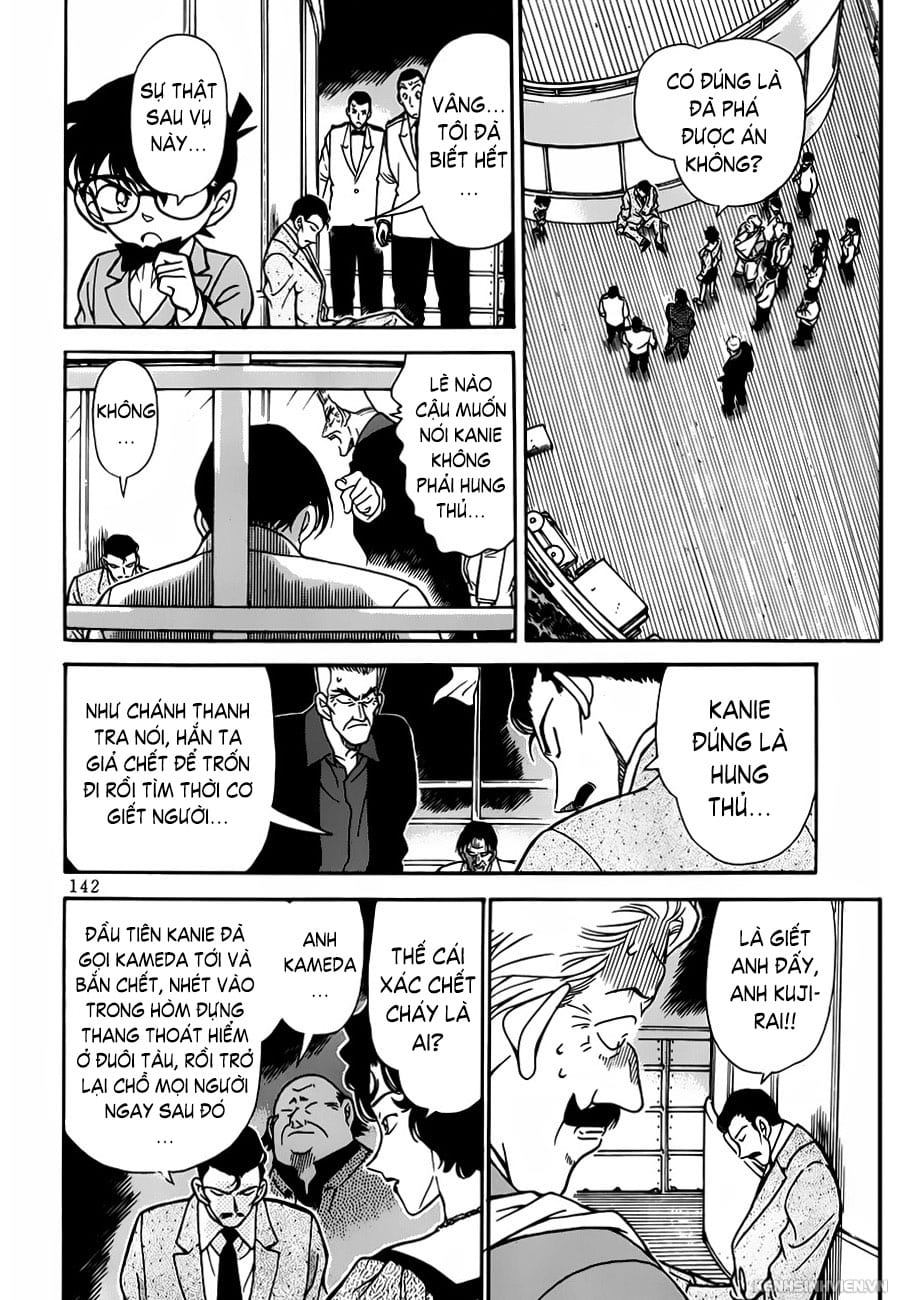 CÓ ĐÚNG LÀ
ĐÀ PHÁ
ĐƯỢC ÁN
KHÔNG?
VÂNG...
TÔI ĐÀ
BIẾT HẾT
...
SỰ THẬT
SAU VỤ
NÀY...
LẼ NÀO
CẬU MUỐN
NÓI KANIE
KHÔNG
PHẢI HUNG
THỦ...
KHÔNG
...
KANIE
ĐÚNG LÀ
HUNG
THỦ...
NHƯ CHÁNH THANH
TRA NÓI, HẮN TA
GIẢ CHẾT ĐỂ TRỐN
ĐI RỒI TÌM THỜI CƠ
GIẾT NGƯỜI...
142
LÀ GIẾT
ANH ĐẤY,
ANH KUJI-
RAI!!
THẾ CÁI
XÁC CHẾT
CHÁY LÀ
AI?
ANH
KAMEDA
...
ĐẦU TIÊN KANIE ĐÀ
GỌI KAMEDA TỚI VÀ
BẮN CHẾT, NHÉT VÀO
TRONG HÒM ĐỰNG
THANG THOÁT HIỂM
Ở ĐUÔI TÀU, RỒI TRỞ
LẠI CHỖ MỌI NGƯỜI
NGAY SAU ĐÓ
...
KENHSINHVIEN.VN